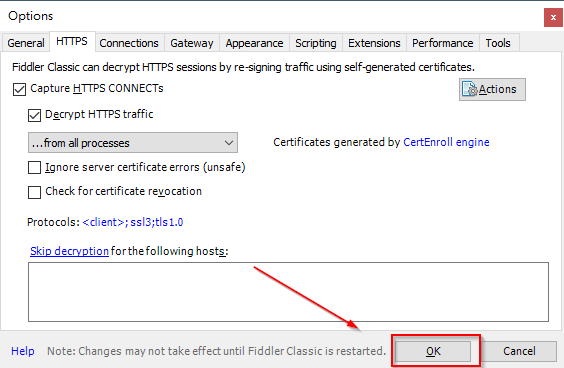 Options
x
General HTTPS Connections Gateway Appearance Scripting Extensions Performance Tools
Fiddler Classic can decrypt HTTPS sessions by re-signing traffic using self-generated certificates.
Capture HTTPS CONNECTs
Actions
Decrypt HTTPS traffic
...from all processes
Certificates generated by CertEnroll engine
Ignore server certificate errors (unsafe)
Check for certificate revocation
Protocols: <client>; ssl3;tls1.0
Skip decryption for the following hosts:
Help Note: Changes may not take effect until Fiddler Classic is restarted. OK Cancel